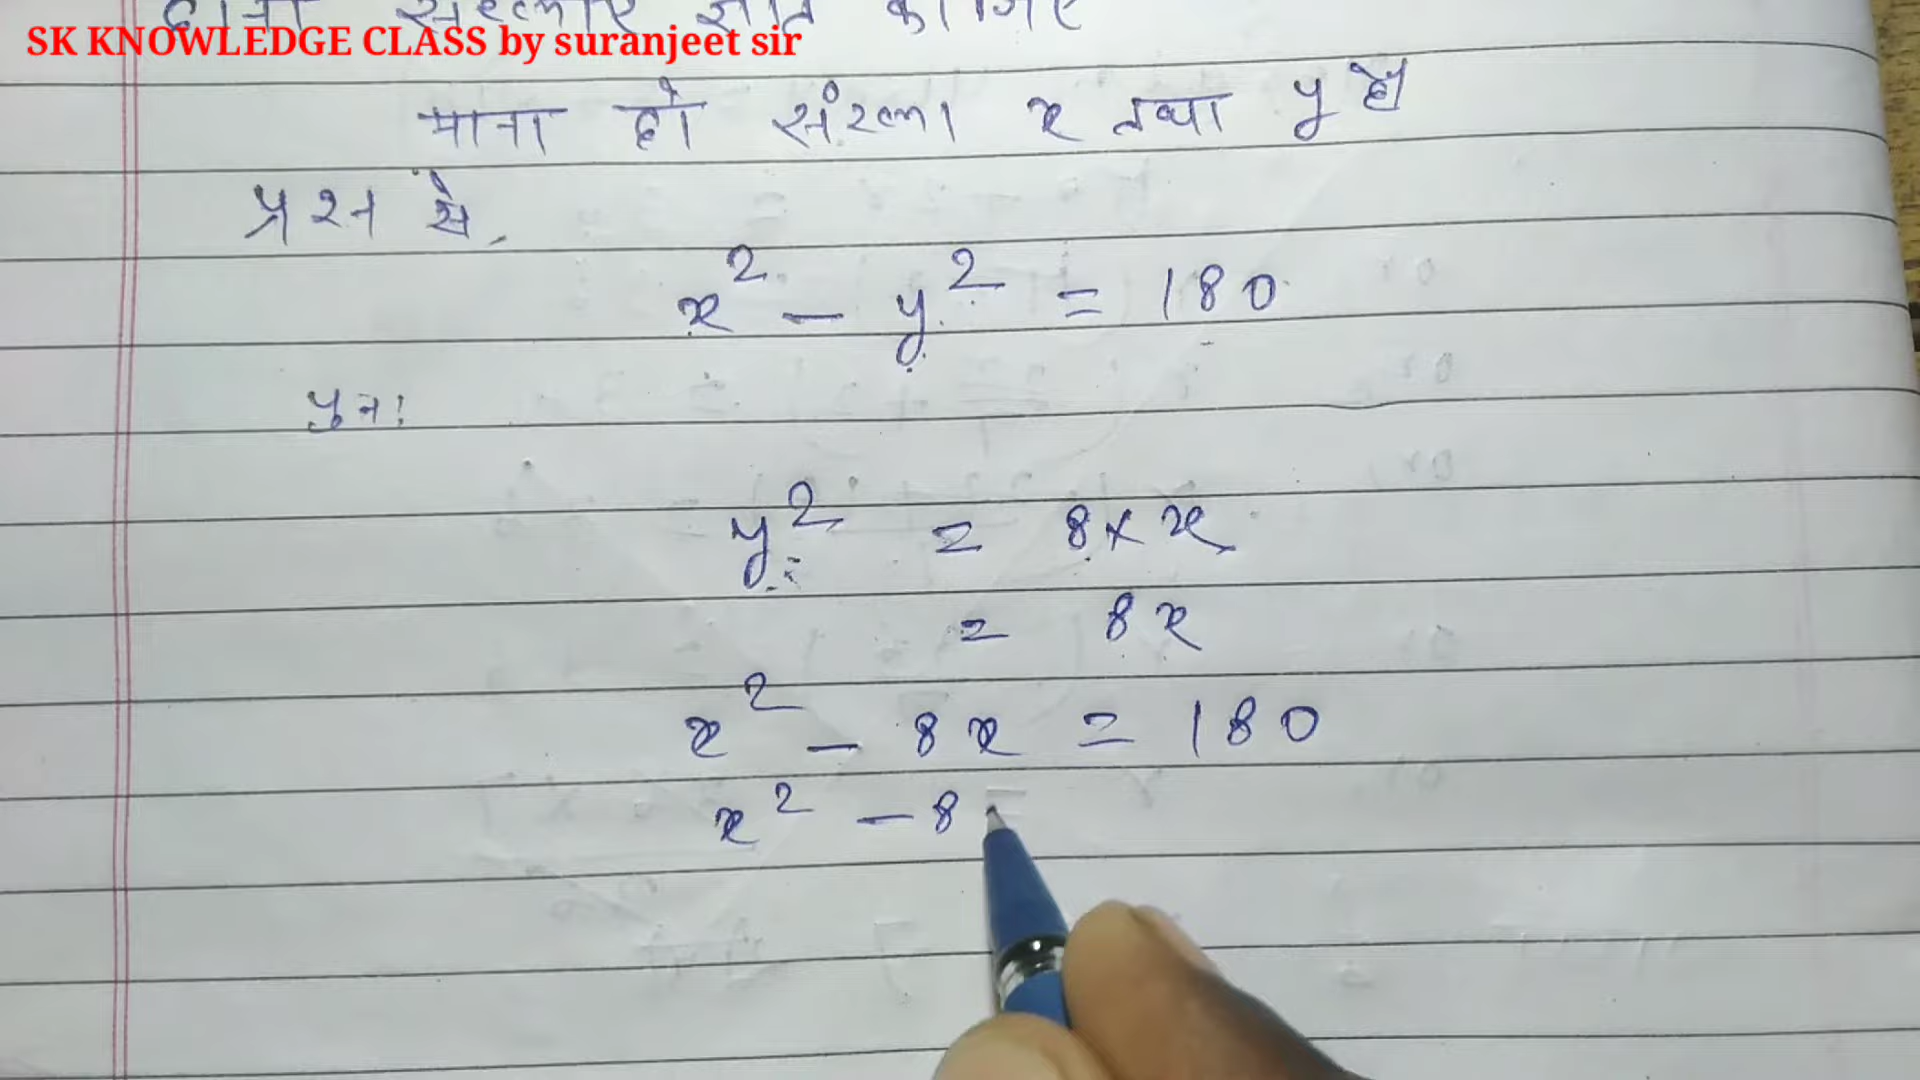 दोनों संख्याएँ ज्ञात कीजिए
SK KNOWLEDGE CLASS by suranjeet sir
माना दो संख्या x तथा y है
प्रश्न से,
x² - y² = 180
पुनः
y² = 8 × x
= 8x
x² - 8x = 180
x² - 8